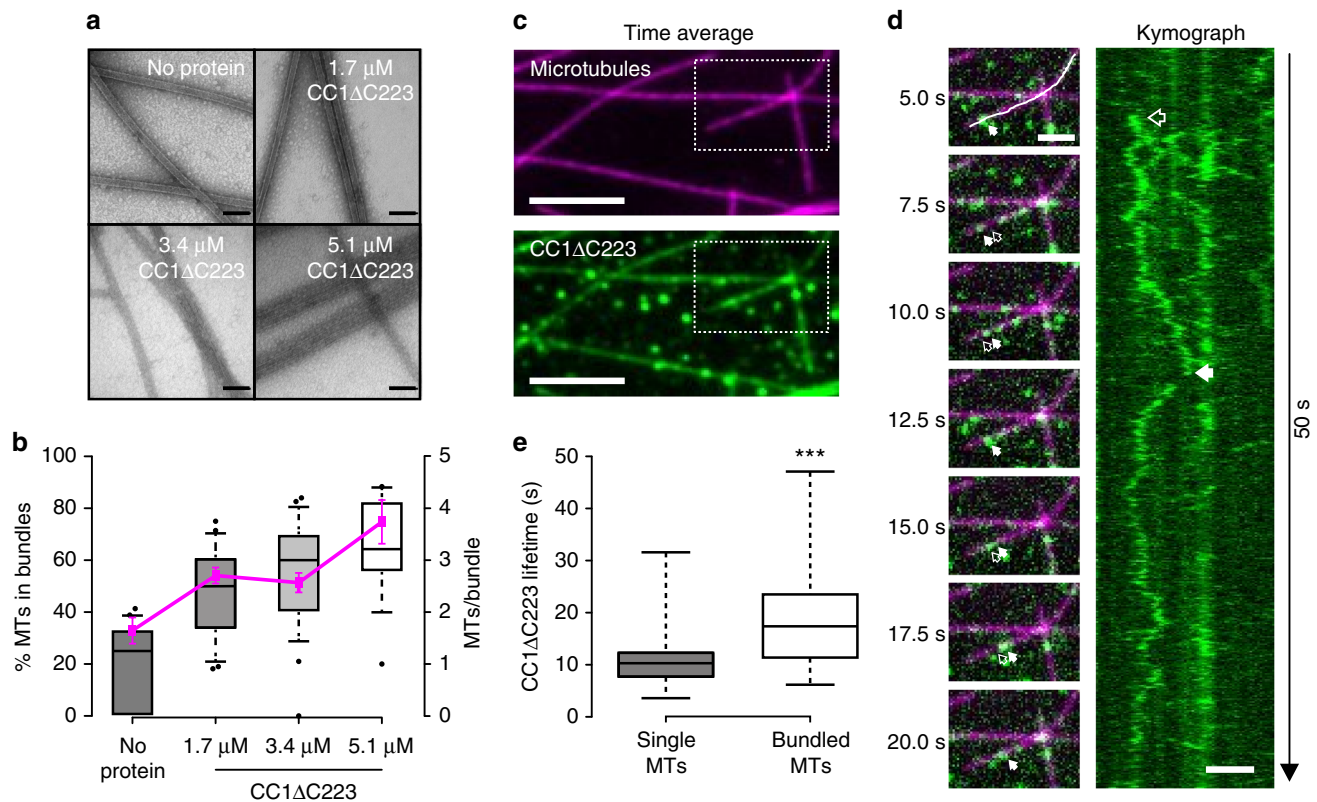 a
No protein
1.7 μM
CC1ΔC223
3.4 μM
CC1ΔC223
5.1 μM
CC1ΔC223
b
% MTs in bundles
100
80
60
40
20
0
5
4
3
2
1
0
MTs/bundle
No
protein
1.7 μM
3.4 μM
5.1 μM
CC1ΔC223
c
Time average
Microtubules
CC1ΔC223
d
Kymograph
5.0 s
7.5 s
10.0 s
12.5 s
15.0 s
17.5 s
20.0 s
50 s
e
CC1ΔC223 lifetime (s)
50
30
20
10
0
***
Single
MTs
Bundled
MTs